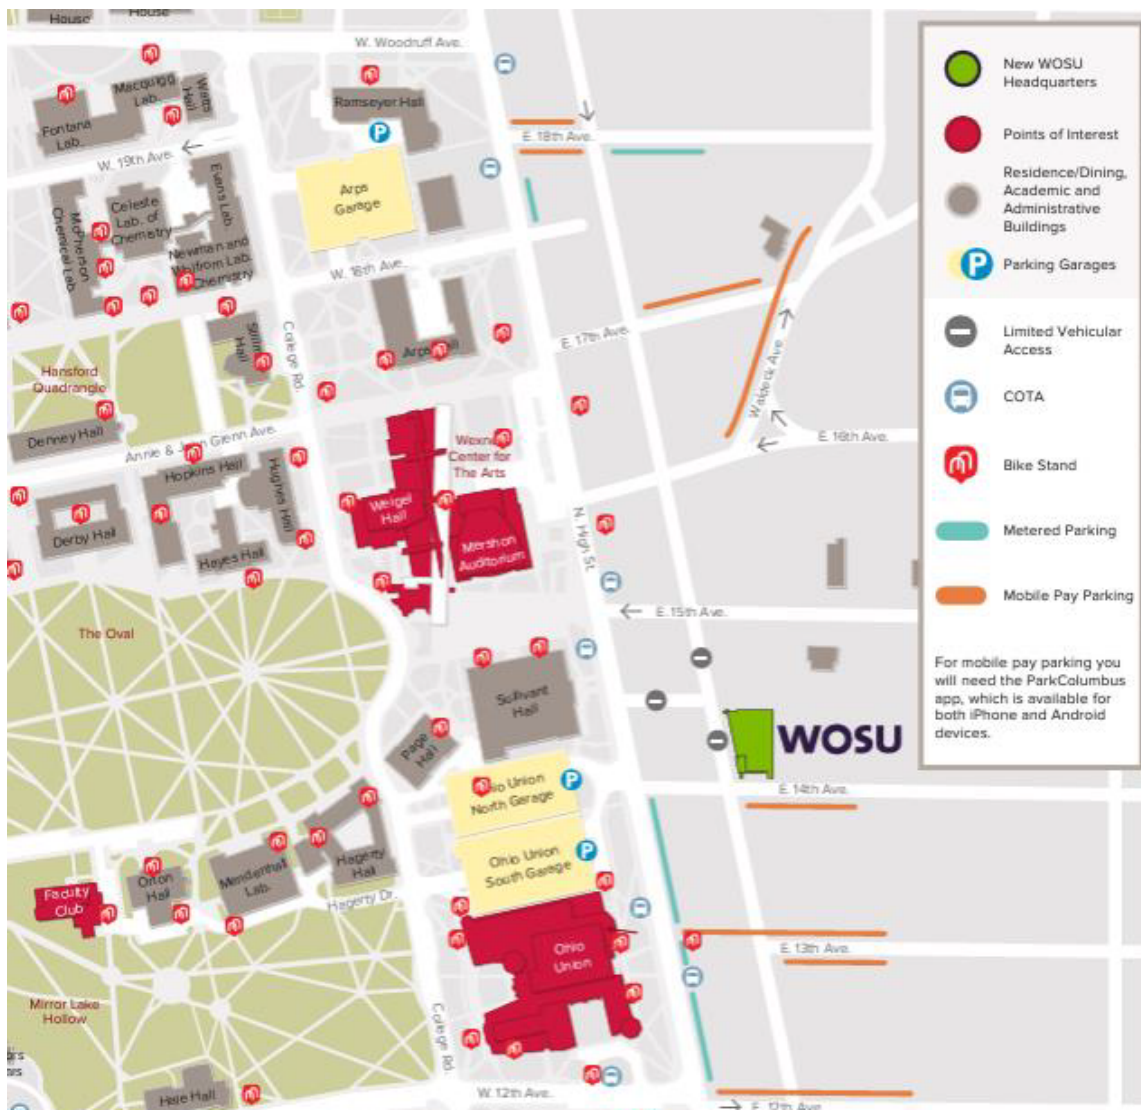 House
House
W. Woodruff Ave.
Macquigg
Lab.
Watts
Hall
Fontana
Lab.
Ramseyer Hall
P
E. 18th Ave.
W. 19th Ave.
Arps
Garage
Evans Lab
Celeste
Lab. of
Chemistry
McPherson
Chemical Lab.
Newman and
Wolfrom Lab.
Chemistry
W. 18th Ave.
College Rd.
Hall
E. 17th Ave.
Hansford
Quadrangle
Waldeck Ave.
Denney Hall
Annie & John Glenn Ave.
E. 16th Ave.
Center for
The Arts
Hopkins Hall
Hughes Hall
Weigel
Hall
Derby Hall
Hayes Hall
Mershon
Auditorium
N. High St.
E. 15th Ave.
The Oval
Sullivant
Hall
Page
Hall
WOSU
Ohio Union
North Garage
P
E. 14th Ave.
Ohio Union
South Garage
P
Hagerty
Hall
Mendenhall
Lab.
Orton
Hall
Faculty
Club
Hagerty Dr.
Ohio
Union
E. 13th Ave.
Mirror Lake
Hollow
College Rd.
Hale Hall
W. 12th Ave.
E. 12th Ave.
New WOSU
Headquarters
Points of Interest
Residence/Dining,
Academic and
Administrative
Buildings
P
Parking Garages
Limited Vehicular
Access
COTA
Bike Stand
Metered Parking
Mobile Pay Parking
For mobile pay parking you
will need the ParkColumbus
app, which is available for
both iPhone and Android
devices.